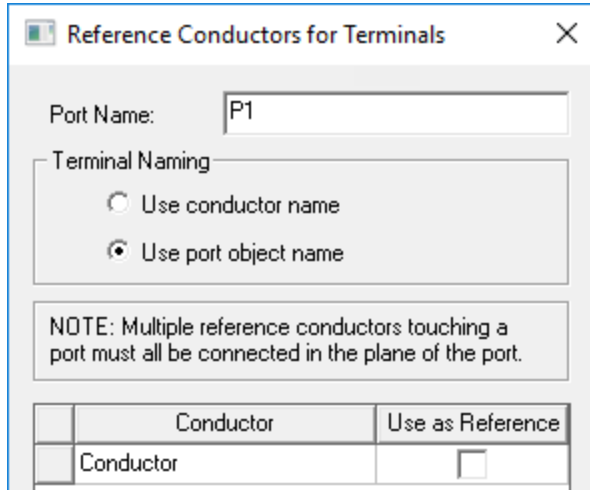 Reference Conductors for Terminals
Port Name: P1
Terminal Naming
Use conductor name
Use port object name
NOTE: Multiple reference conductors touching a
port must all be connected in the plane of the port.
Conductor Use as Reference
Conductor